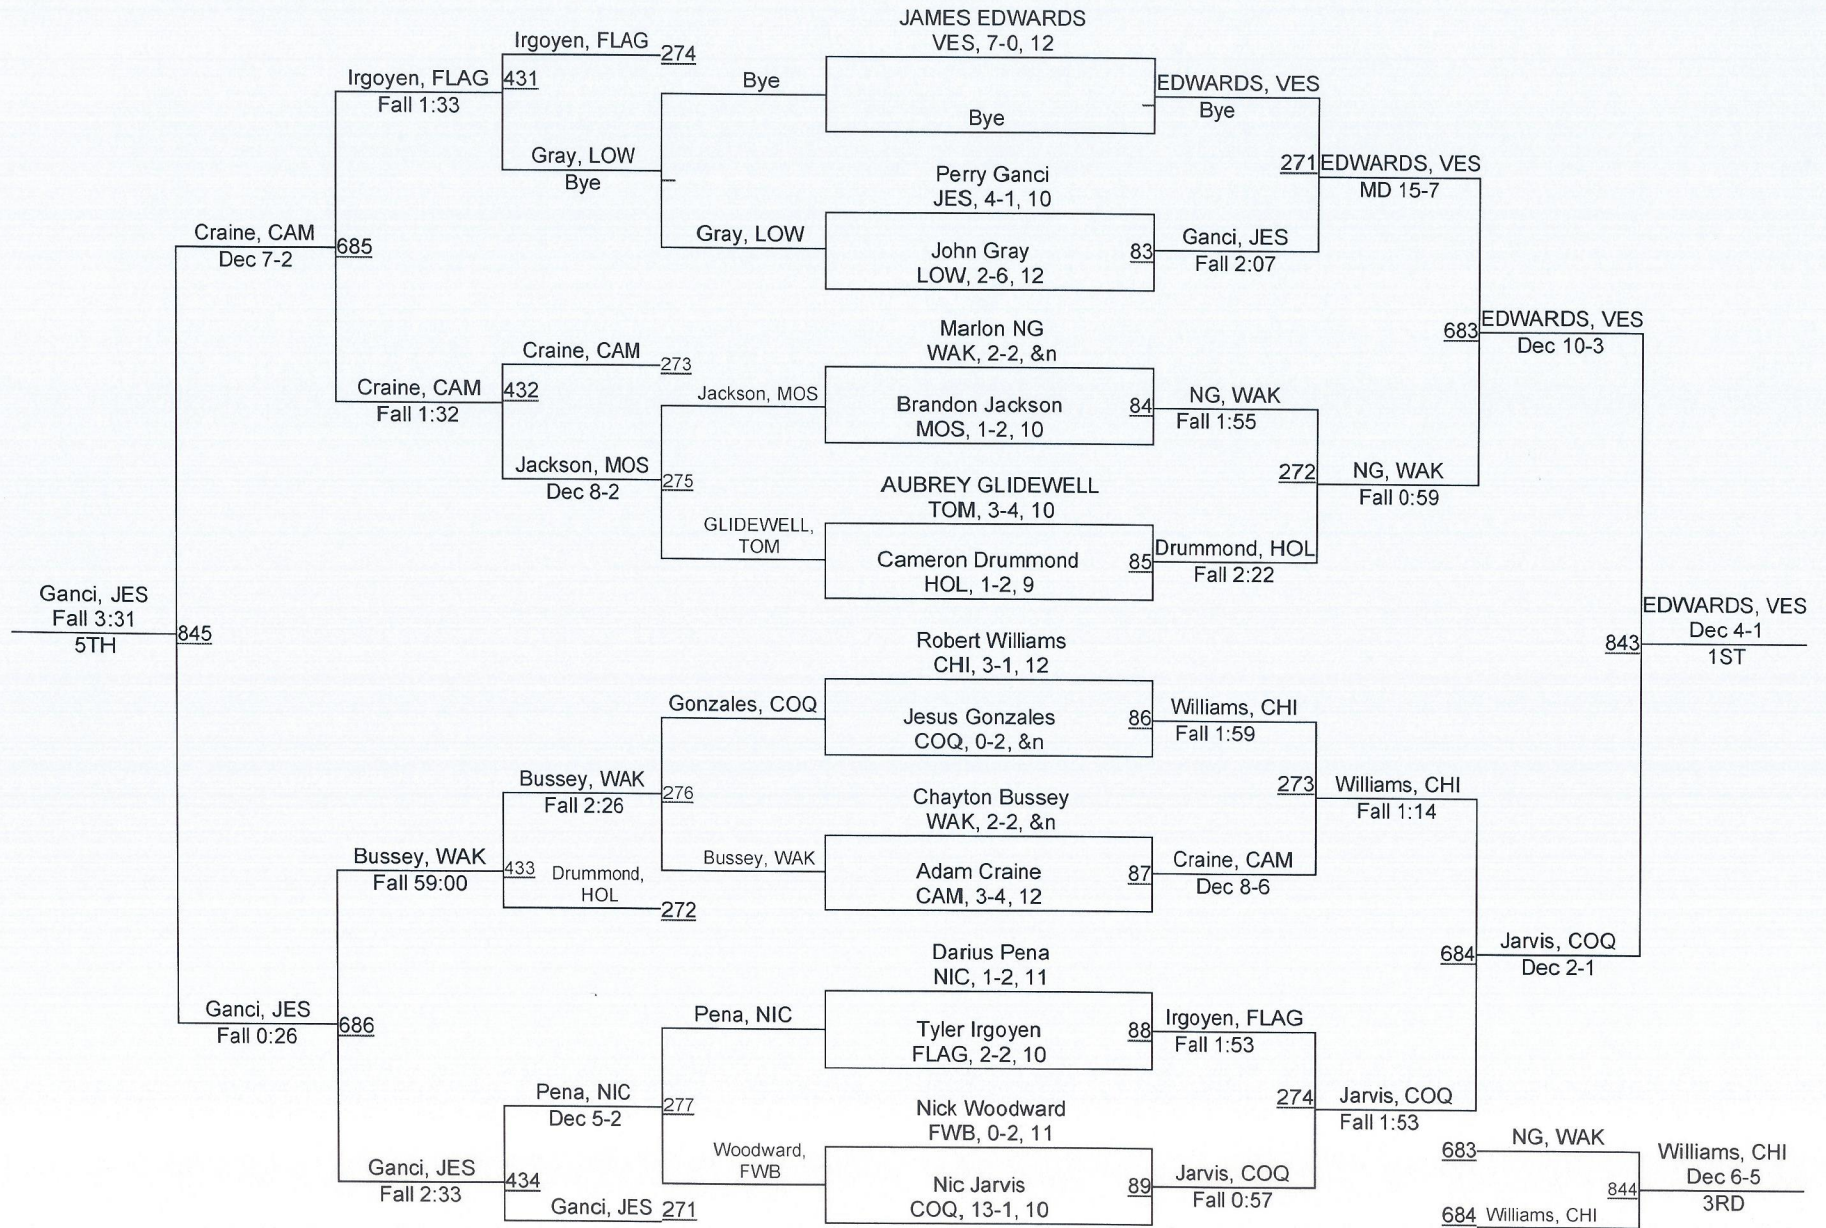 JAMES EDWARDS
VES, 7-0, 12
Irgoyen, FLAG
274
Irgoyen, FLAG
431
Fall 1:33
Bye
EDWARDS, VES
Bye
Bye
Gray, LOW
Bye
271
EDWARDS, VES
MD 15-7
Perry Ganci
JES, 4-1, 10
Craine, CAM
685
Dec 7-2
Gray, LOW
John Gray
LOW, 2-6, 12
83
Ganci, JES
Fall 2:07
Marlon NG
WAK, 2-2, &n
683
EDWARDS, VES
Dec 10-3
Craine, CAM
273
Craine, CAM
432
Fall 1:32
Jackson, MOS
Brandon Jackson
MOS, 1-2, 10
84
NG, WAK
Fall 1:55
Jackson, MOS
275
Dec 8-2
272
NG, WAK
Fall 0:59
AUBREY GLIDEWELL
TOM, 3-4, 10
GLIDEWELL,
TOM
Cameron Drummond
HOL, 1-2, 9
85
Drummond, HOL
Fall 2:22
Ganci, JES
Fall 3:31
845
5TH
EDWARDS, VES
Dec 4-1
843
1ST
Robert Williams
CHI, 3-1, 12
Gonzales, COQ
Jesus Gonzales
COQ, 0-2, &n
86
Williams, CHI
Fall 1:59
Bussey, WAK
276
Fall 2:26
Chayton Bussey
WAK, 2-2, &n
273
Williams, CHI
Fall 1:14
Bussey, WAK
433
Fall 59:00
Drummond,
HOL
272
Bussey, WAK
Adam Craine
CAM, 3-4, 12
87
Craine, CAM
Dec 8-6
Darius Pena
NIC, 1-2, 11
684
Jarvis, COQ
Dec 2-1
Ganci, JES
686
Fall 0:26
Pena, NIC
Tyler Irgoyen
FLAG, 2-2, 10
88
Irgoyen, FLAG
Fall 1:53
Pena, NIC
277
Dec 5-2
Nick Woodward
FWB, 0-2, 11
274
Jarvis, COQ
Fall 1:53
Ganci, JES
434
Fall 2:33
Ganci, JES
271
Woodward,
FWB
Nic Jarvis
COQ, 13-1, 10
89
Jarvis, COQ
Fall 0:57
683
NG, WAK
Williams, CHI
Dec 6-5
844
3RD
684
Williams, CHI